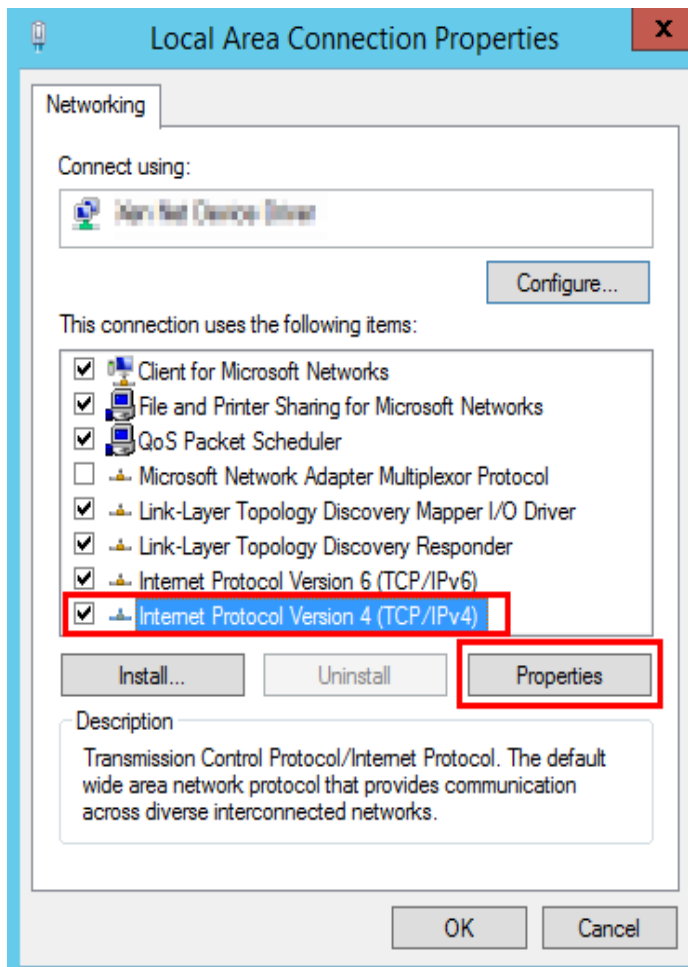 Local Area Connection Properties
x
Networking
Connect using:
Configure...
This connection uses the following items:
Client for Microsoft Networks
File and Printer Sharing for Microsoft Networks
QoS Packet Scheduler
Microsoft Network Adapter Multiplexor Protocol
Link-Layer Topology Discovery Mapper I/O Driver
Link-Layer Topology Discovery Responder
Internet Protocol Version 6 (TCP/IPv6)
Internet Protocol Version 4 (TCP/IPv4)
Install... Uninstall Properties
Description
Transmission Control Protocol/Internet Protocol. The default
wide area network protocol that provides communication
across diverse interconnected networks.
OK Cancel